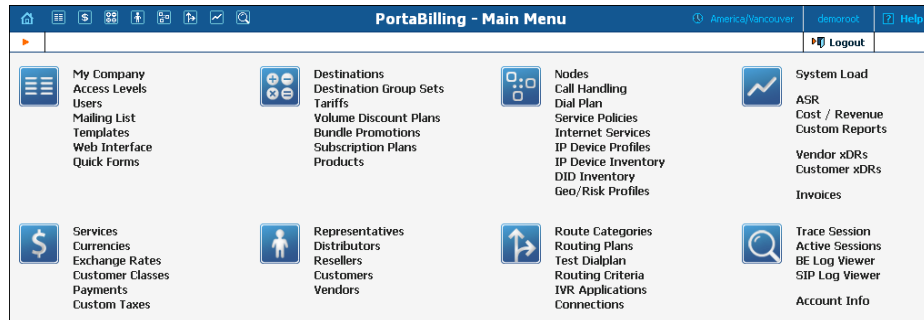 PortaBilling - Main Menu
America/Vancouver
demoroot
? Help
Logout
My Company
Access Levels
Users
Mailing List
Templates
Web Interface
Quick Forms
Destinations
Destination Group Sets
Tariffs
Volume Discount Plans
Bundle Promotions
Subscription Plans
Products
Nodes
Call Handling
Dial Plan
Service Policies
Internet Services
IP Device Profiles
IP Device Inventory
DID Inventory
Geo/Risk Profiles
System Load
ASR
Cost / Revenue
Custom Reports
Vendor xDRs
Customer xDRs
Invoices
$
Services
Currencies
Exchange Rates
Customer Classes
Payments
Custom Taxes
Representatives
Distributors
Resellers
Customers
Vendors
Route Categories
Routing Plans
Test Dialplan
Routing Criteria
IVR Applications
Connections
Trace Session
Active Sessions
BE Log Viewer
SIP Log Viewer
Account Info